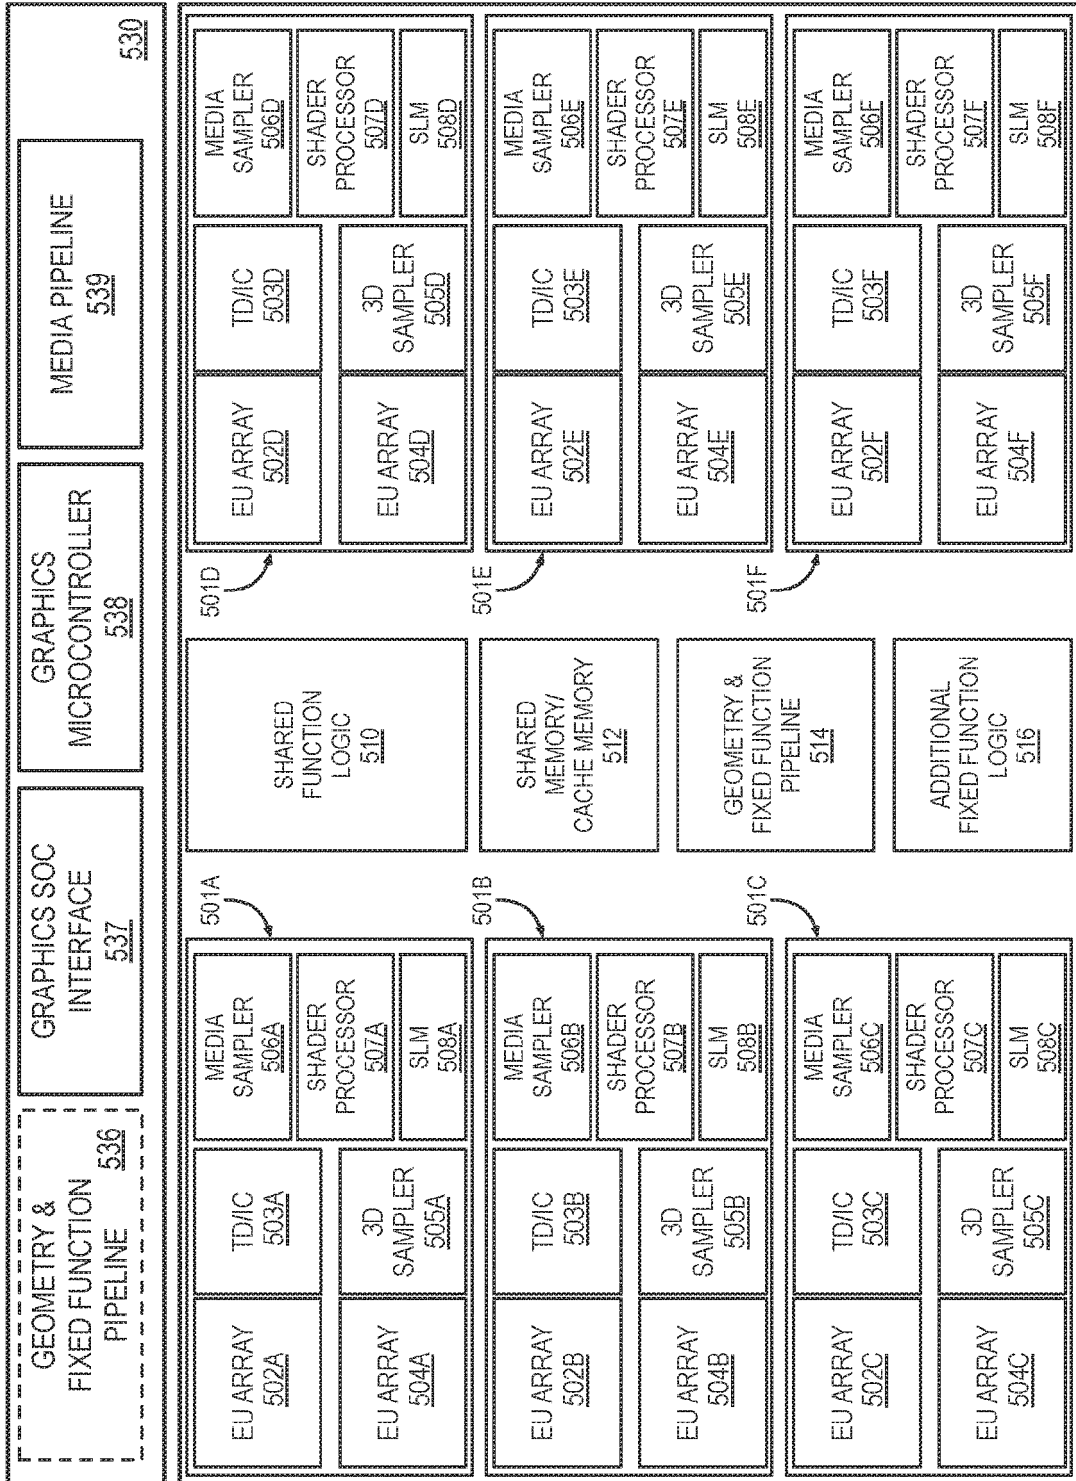 GEOMETRY &
FIXED FUNCTION
PIPELINE
536
GRAPHICS SOC
INTERFACE
537
GRAPHICS
MICROCONTROLLER
538
MEDIA PIPELINE
539
530
EU ARRAY
502A
TD/IC
503A
MEDIA
SAMPLER
506A
EU ARRAY
504A
3D
SAMPLER
505A
SHADER
PROCESSOR
507A
SLM
508A
501A
SHARED
FUNCTION
LOGIC
510
501D
EU ARRAY
502D
TD/IC
503D
MEDIA
SAMPLER
506D
EU ARRAY
504D
3D
SAMPLER
505D
SHADER
PROCESSOR
507D
SLM
508D
EU ARRAY
502B
TD/IC
503B
MEDIA
SAMPLER
506B
EU ARRAY
504B
3D
SAMPLER
505B
SHADER
PROCESSOR
507B
SLM
508B
501B
SHARED
MEMORY/
CACHE MEMORY
512
501E
EU ARRAY
502E
TD/IC
503E
MEDIA
SAMPLER
506E
EU ARRAY
504E
3D
SAMPLER
505E
SHADER
PROCESSOR
507E
SLM
508E
GEOMETRY &
FIXED FUNCTION
PIPELINE
514
EU ARRAY
502C
TD/IC
503C
MEDIA
SAMPLER
506C
EU ARRAY
504C
3D
SAMPLER
505C
SHADER
PROCESSOR
507C
SLM
508C
501C
ADDITIONAL
FIXED FUNCTION
LOGIC
516
501F
EU ARRAY
502F
TD/IC
503F
MEDIA
SAMPLER
506F
EU ARRAY
504F
3D
SAMPLER
505F
SHADER
PROCESSOR
507F
SLM
508F